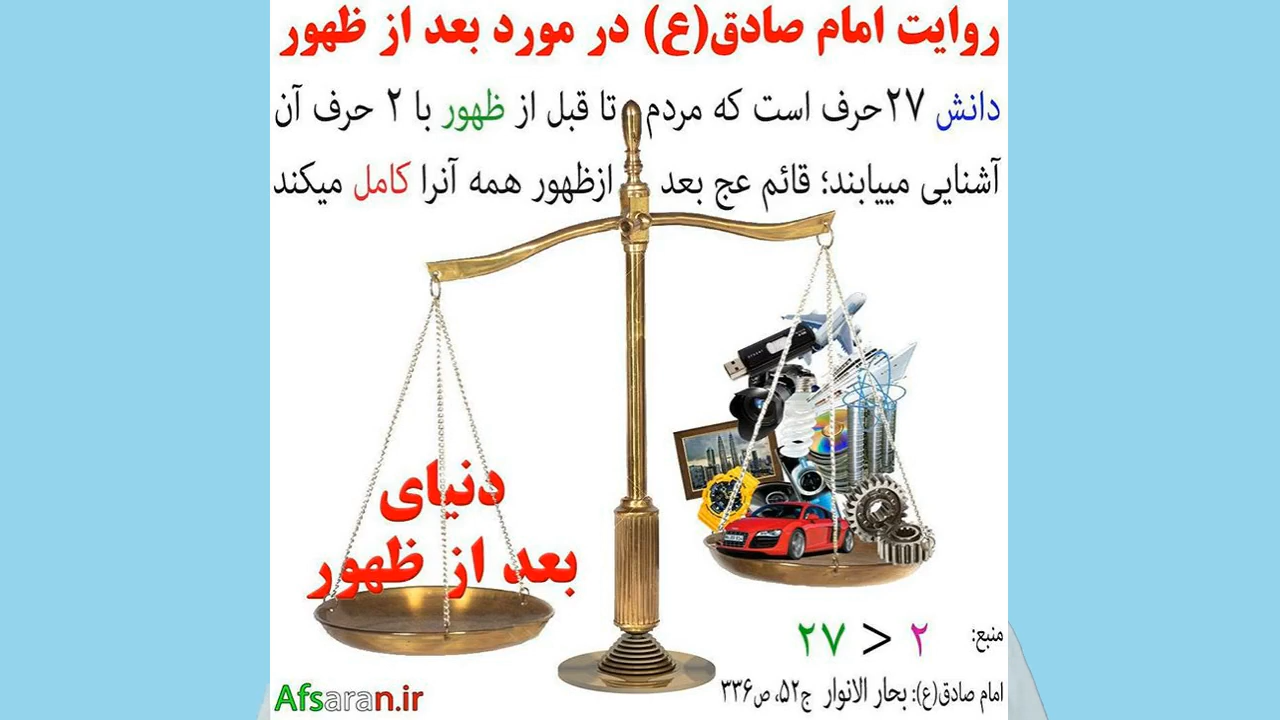 روایت امام صادق(ع) در مورد بعد از ظهور
دانش ۲۷حرف است که مردم تا قبل از ظهور با ۲ حرف آن
آشنایی مییابند؛ قائم عج بعد ازظهور همه آنرا کامل میکند
دنیای
بعد از ظهور
منبع:
۲ < ۲۷
امام صادق(ع): بحار الانوار ج۵۲، ص۳۳۶
Afsaran.ir